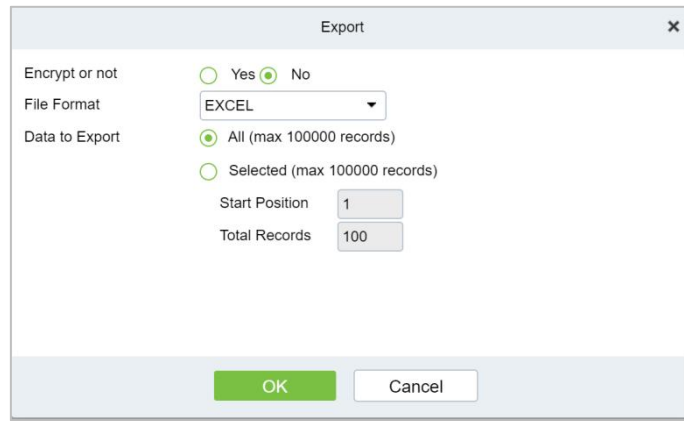 Export
Encrypt or not Yes No
File Format EXCEL
Data to Export All (max 100000 records)
Selected (max 100000 records)
Start Position 1
Total Records 100
OK Cancel